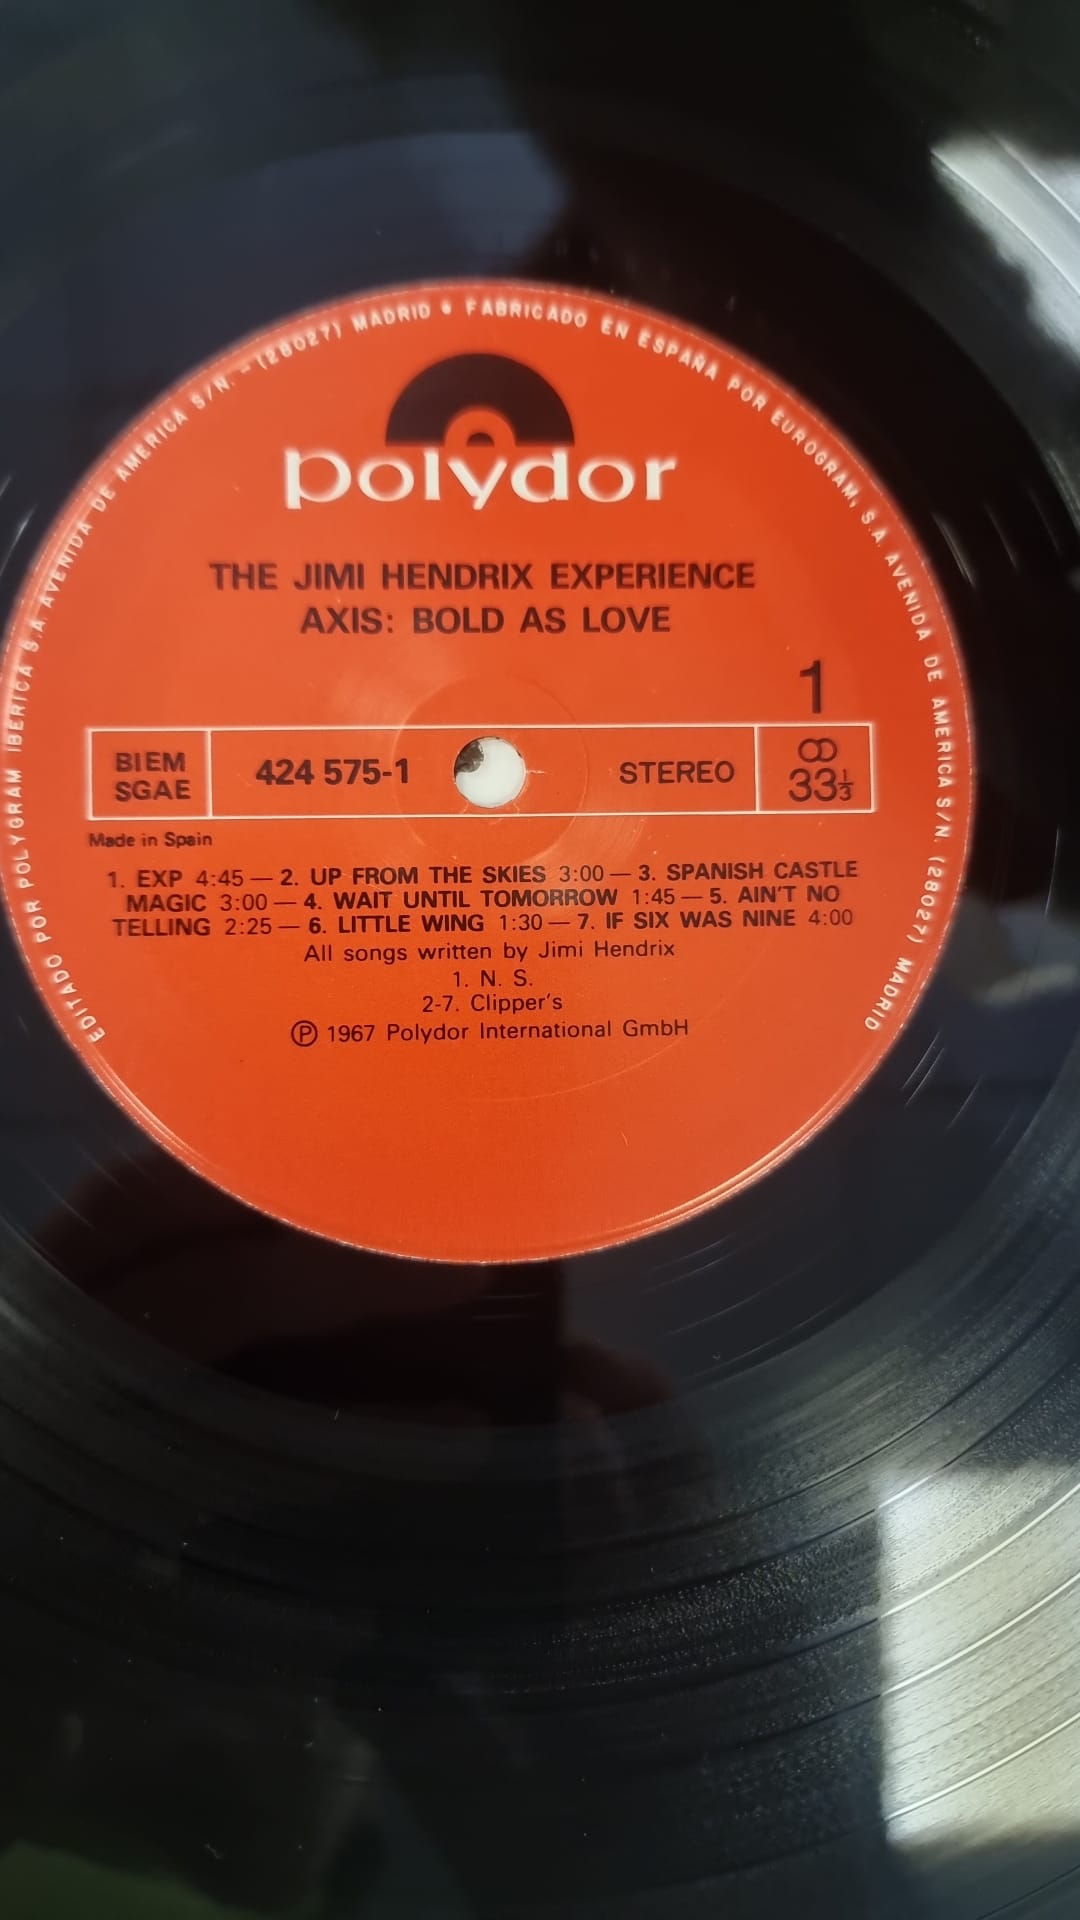 EDITADO POR POLYGRAM IBERICA S.A. AVENIDA DE AMERICA S/N. - (28027) MADRID • FABRICADO EN ESPAÑA POR EUROGRAM, S.A. AVENIDA DE AMERICA S/N. (28027) MADRID
polydor
THE JIMI HENDRIX EXPERIENCE
AXIS: BOLD AS LOVE
1
BIEM
SGAE
424 575-1
STEREO
33⅓
Made in Spain
1. EXP 4:45 — 2. UP FROM THE SKIES 3:00 — 3. SPANISH CASTLE
MAGIC 3:00 — 4. WAIT UNTIL TOMORROW 1:45 — 5. AIN'T NO
TELLING 2:25 — 6. LITTLE WING 1:30 — 7. IF SIX WAS NINE 4:00
All songs written by Jimi Hendrix
1. N. S.
2-7. Clipper's
Ⓟ 1967 Polydor International GmbH